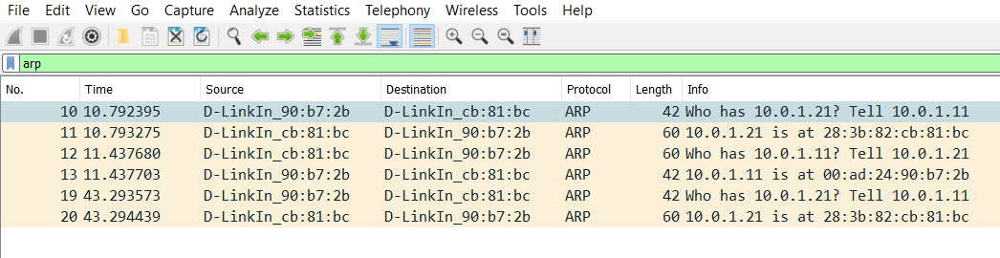 File Edit View Go Capture Analyze Statistics Telephony Wireless Tools Help
arp
No. Time Source Destination Protocol Length Info
10 10.792395 D-LinkIn_90:b7:2b D-LinkIn_cb:81:bc ARP 42 Who has 10.0.1.21? Tell 10.0.1.11
11 10.793275 D-LinkIn_cb:81:bc D-LinkIn_90:b7:2b ARP 60 10.0.1.21 is at 28:3b:82:cb:81:bc
12 11.437680 D-LinkIn_cb:81:bc D-LinkIn_90:b7:2b ARP 60 Who has 10.0.1.11? Tell 10.0.1.21
13 11.437703 D-LinkIn_90:b7:2b D-LinkIn_cb:81:bc ARP 42 10.0.1.11 is at 00:ad:24:90:b7:2b
19 43.293573 D-LinkIn_90:b7:2b D-LinkIn_cb:81:bc ARP 42 Who has 10.0.1.21? Tell 10.0.1.11
20 43.294439 D-LinkIn_cb:81:bc D-LinkIn_90:b7:2b ARP 60 10.0.1.21 is at 28:3b:82:cb:81:bc